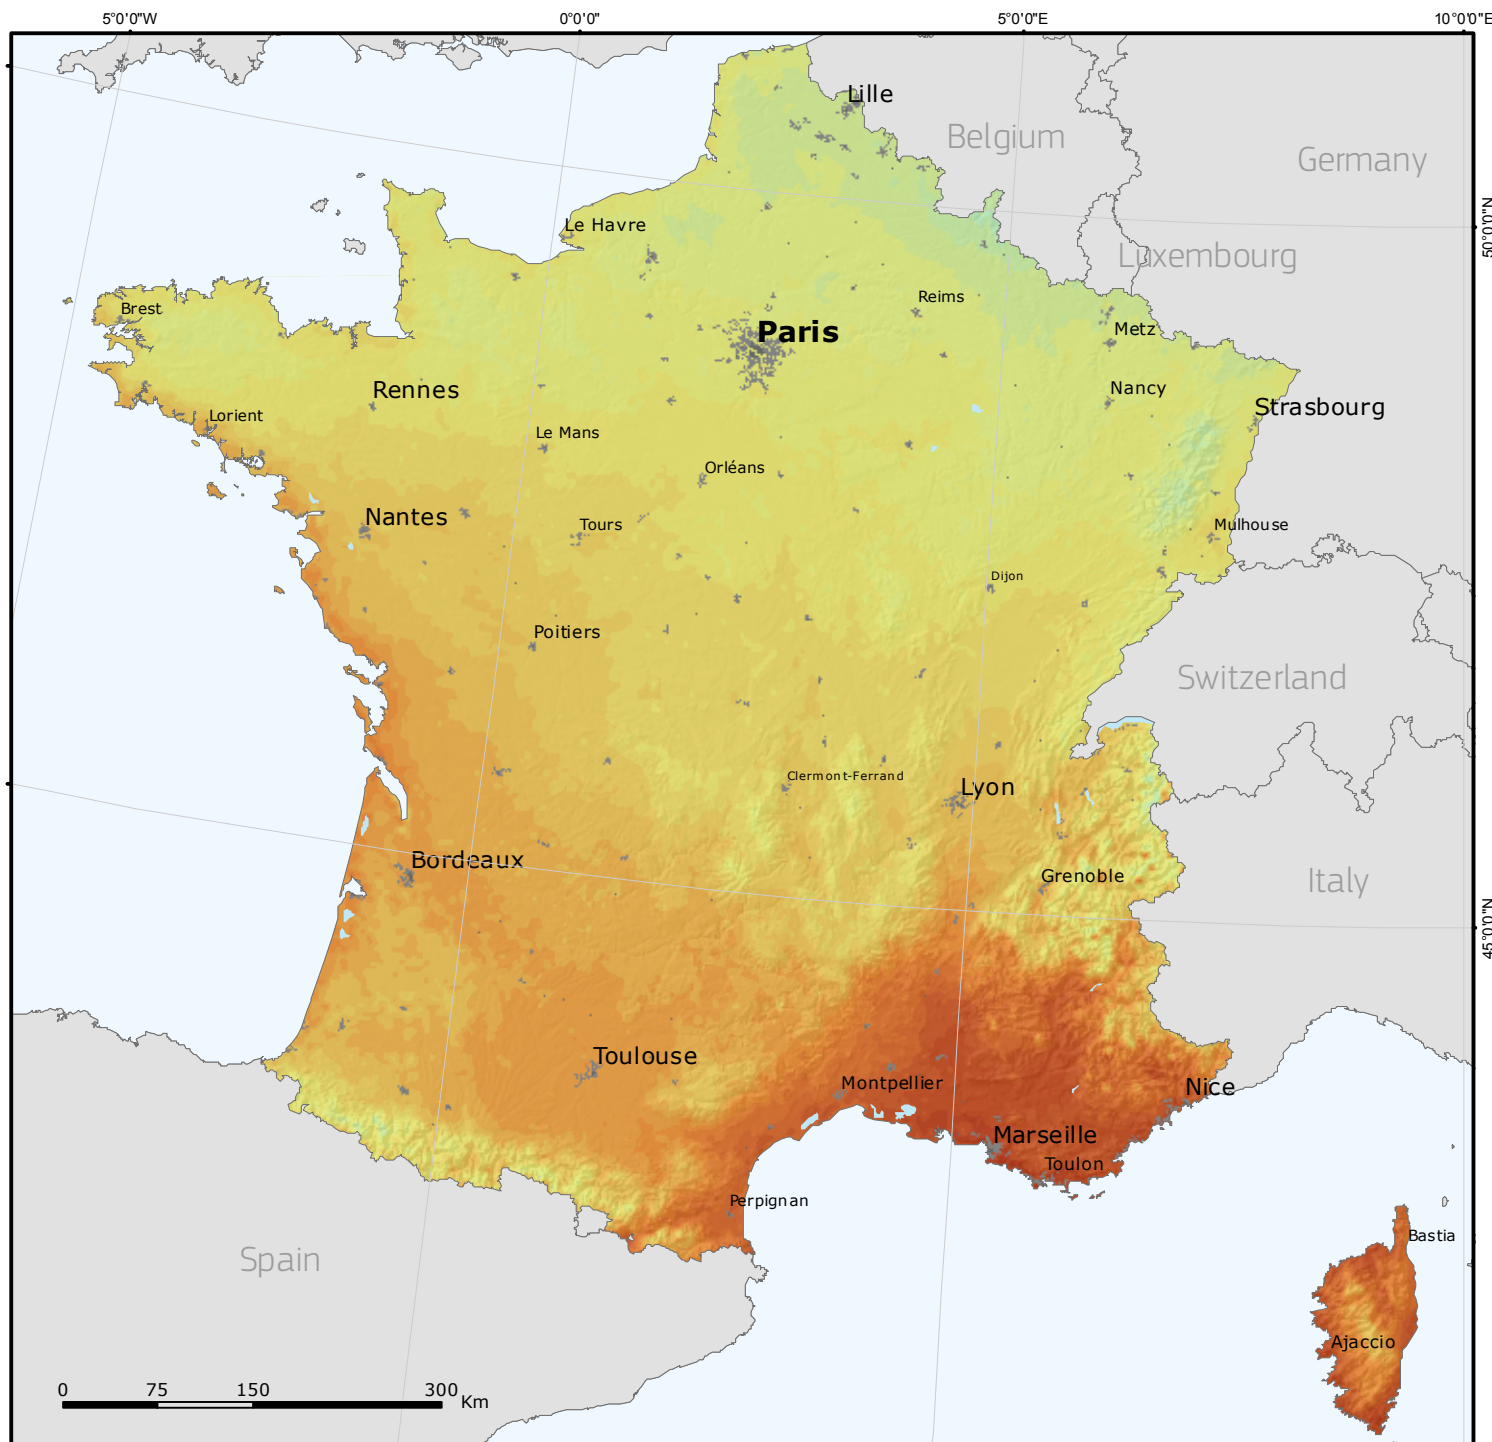 5°0'0"W
0°0'0"
5°0'0"E
10°0'0"E
Lille
Belgium
Germany
Le Havre
50°0'0"N
Luxembourg
Reims
Brest
Paris
Metz
Rennes
Nancy
Strasbourg
Lorient
Le Mans
Orléans
Nantes
Tours
Mulhouse
Dijon
Poitiers
Switzerland
Clermont-Ferrand
Lyon
Bordeaux
Grenoble
Italy
45°0'0"N
Toulouse
Montpellier
Nice
Marseille
Toulon
Perpignan
Bastia
Spain
Ajaccio
0 75 150 300 Km